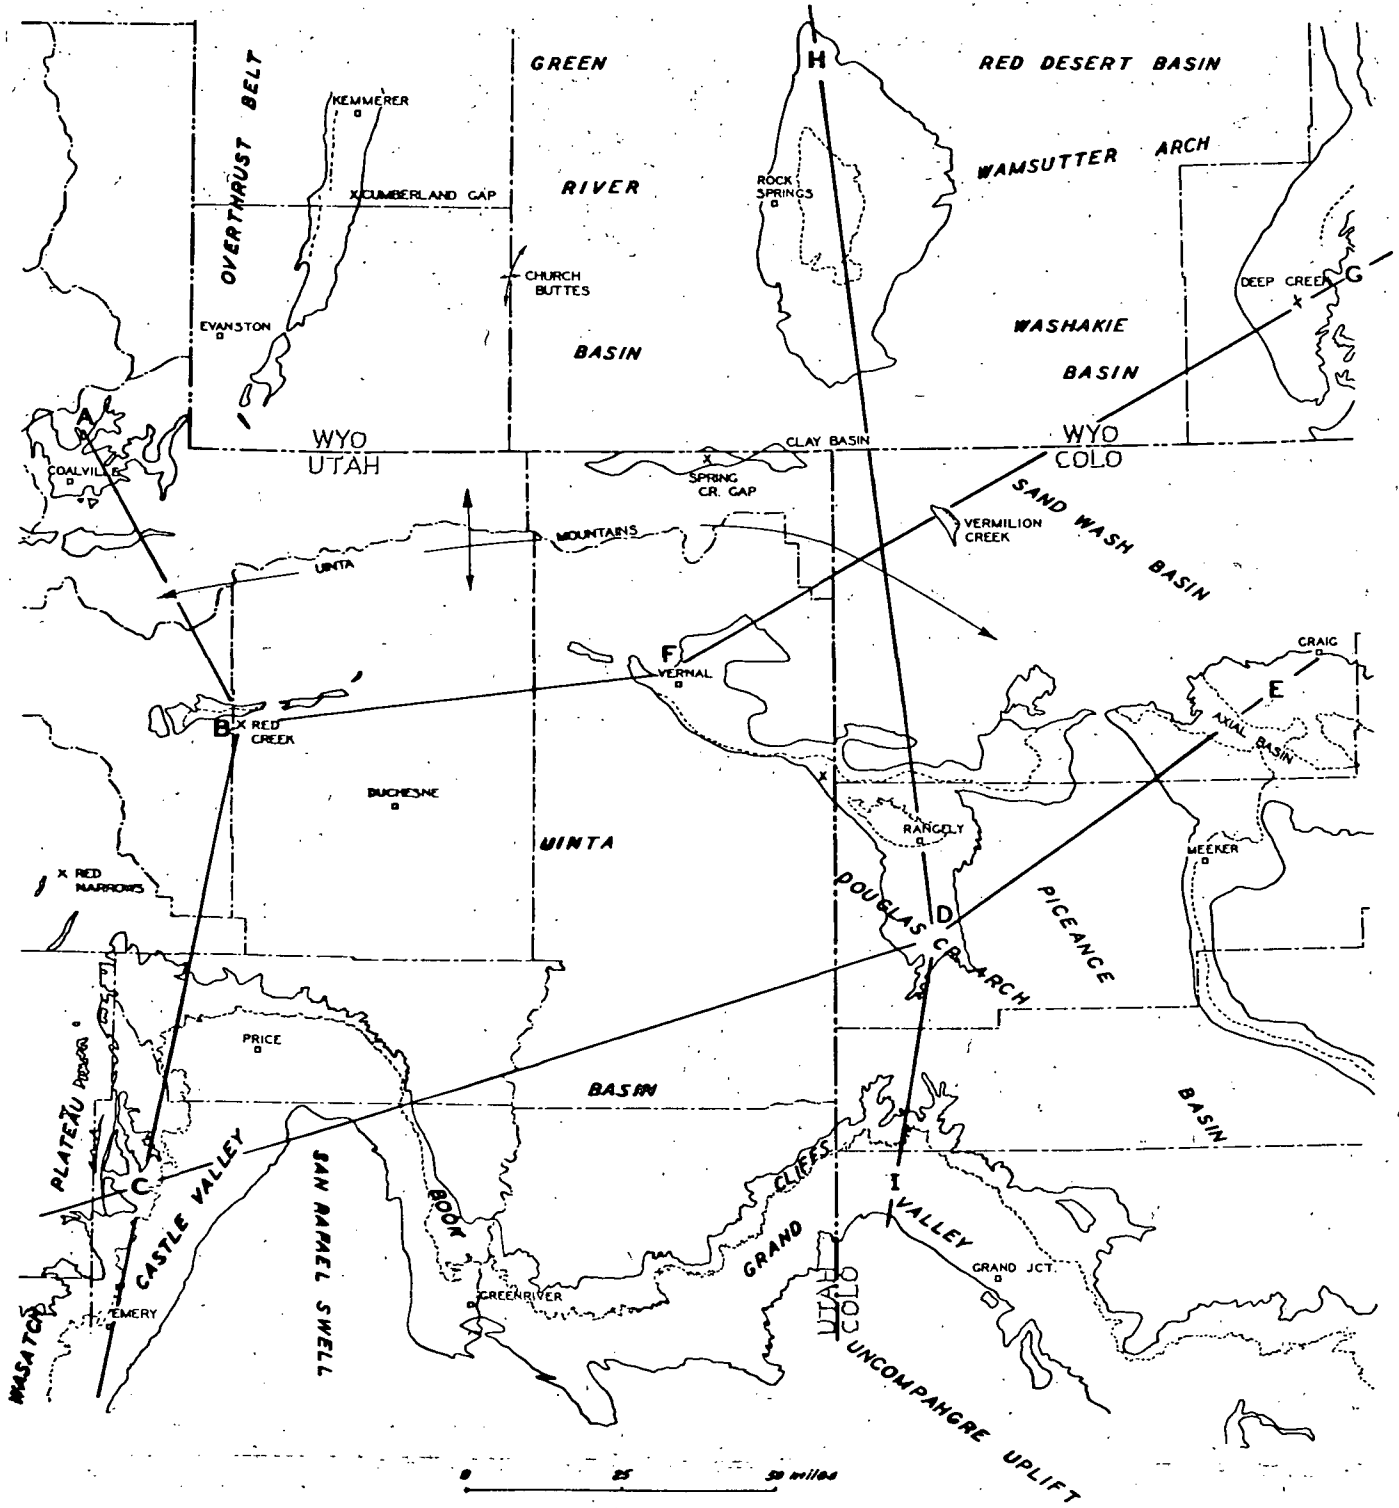 H
GREEN
RED DESERT BASIN
OVERTHRUST BELT
KEMMERER
WAMSUTTER ARCH
RIVER
ROCK
SPRINGS
X CUMBERLAND GAP
CHURCH
BUTTES
DEEP CREEK
X
G
EVANSTON
BASIN
WASHAKIE
BASIN
A
WYO
UTAH
CLAY BASIN
X
SPRING
CR. GAP
WYO
COLO
COALVILLE
SAND WASH BASIN
VERMILION
CREEK
UINTA
MOUNTAINS
F
VERNAL
CRAIG
E
AXIAL BASIN
B
X RED
CREEK
X
DUCHESNE
UINTA
RANGELY
MEEKER
X RED
NARROWS
DOUGLAS CR. ARCH
D
PICEANCE
PRICE
BASIN
BASIN
WASATCH
PLATEAU
C
CASTLE VALLEY
SAN RAFAEL SWELL
BOOK
CLIFFS
GRAND
I
VALLEY
GRAND JCT.
GREENRIVER
EMERY
UTAH
COLO
UNCOMPAHGRE UPLIFT
0 25 50 miles